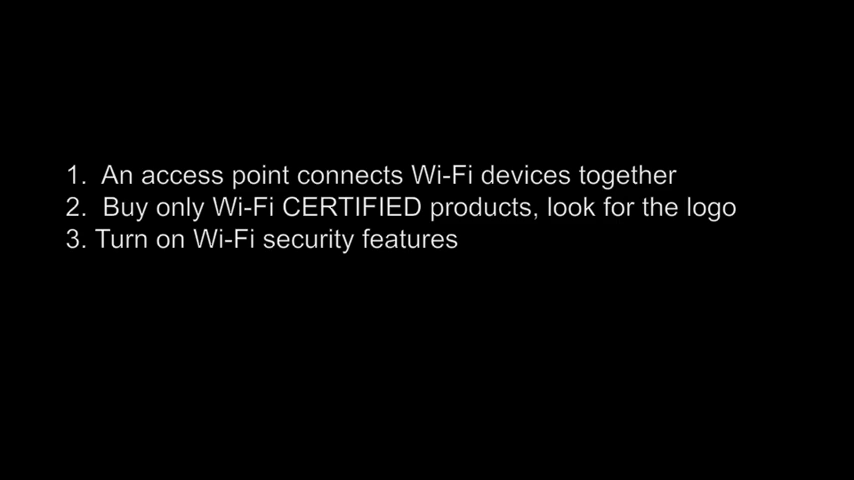 1. An access point connects Wi-Fi devices together
2. Buy only Wi-Fi CERTIFIED products, look for the logo
3. Turn on Wi-Fi security features